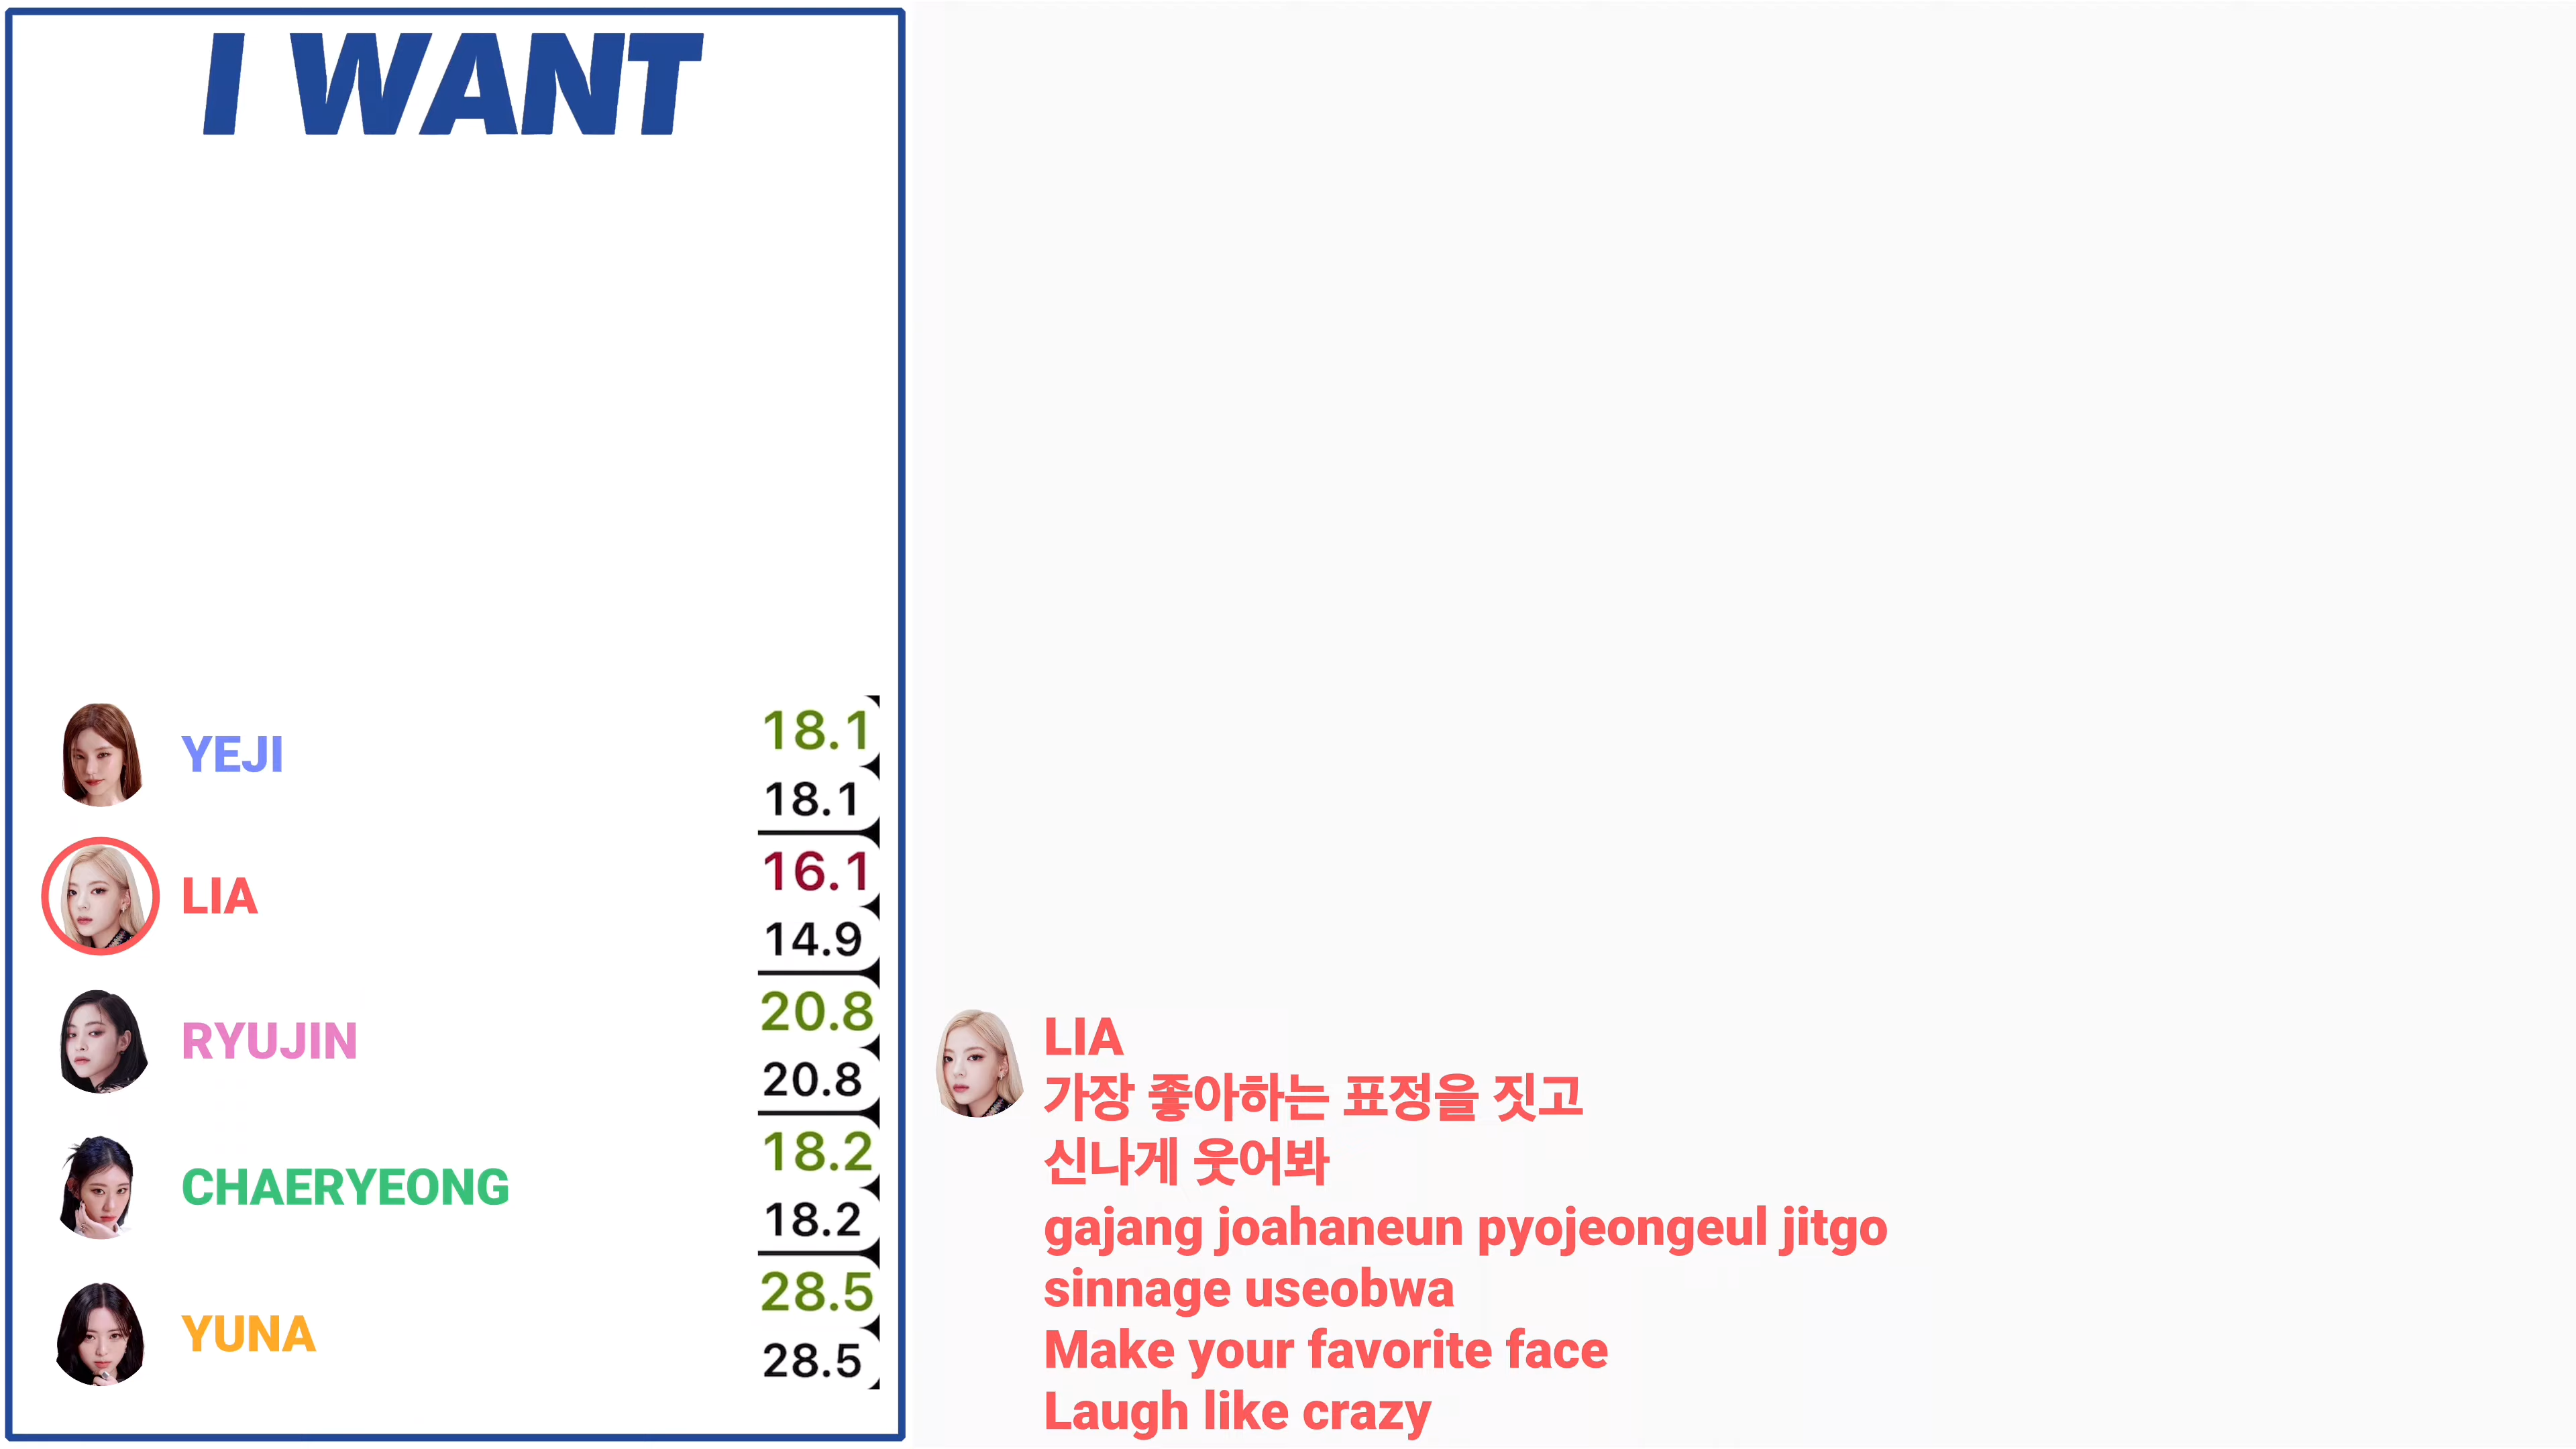 I WANT
YEJI
18.1
18.1
LIA
16.1
14.9
RYUJIN
20.8
20.8
CHAERYEONG
18.2
18.2
YUNA
28.5
28.5
LIA
가장 좋아하는 표정을 짓고
신나게 웃어봐
gajang joahaneun pyojeongeul jitgo
sinnage useobwa
Make your favorite face
Laugh like crazy